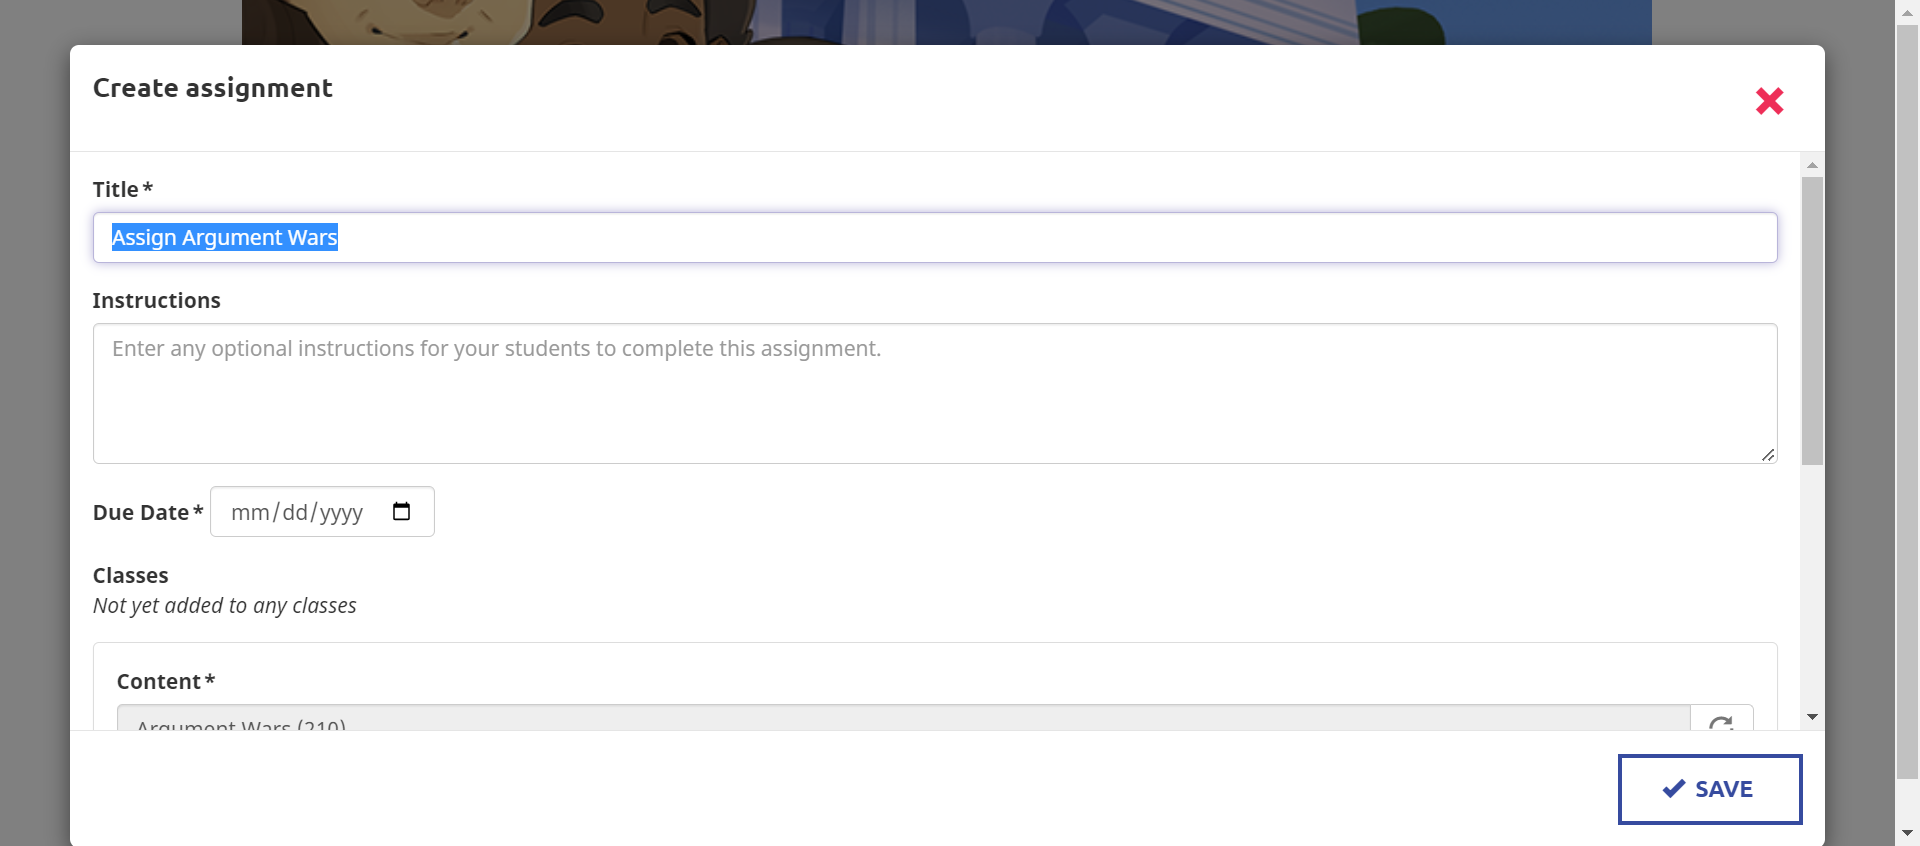 Create assignment
Title*
Assign Argument Wars
Instructions
Enter any optional instructions for your students to complete this assignment.
Due Date* mm/dd/yyyy
Classes
Not yet added to any classes
Content*
Argument Wars (210)
SAVE